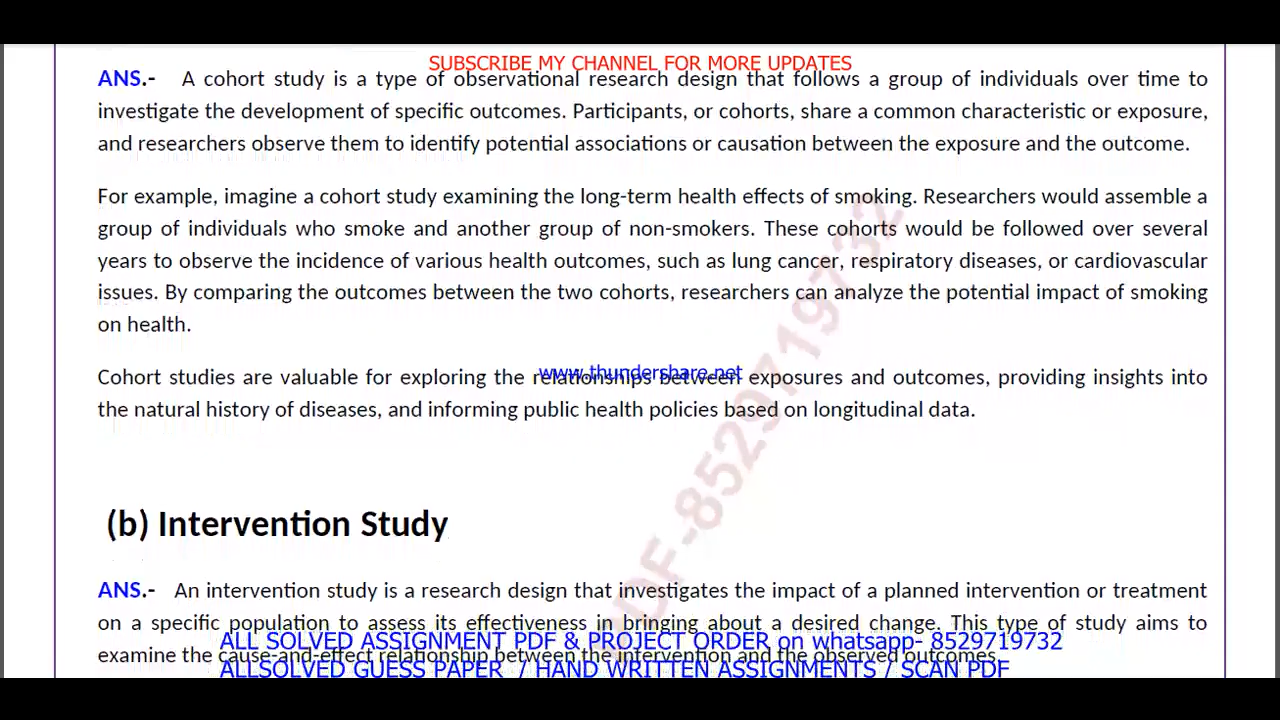 SUBSCRIBE MY CHANNEL FOR MORE UPDATES
ANS.- A cohort study is a type of observational research design that follows a group of individuals over time to
investigate the development of specific outcomes. Participants, or cohorts, share a common characteristic or exposure,
and researchers observe them to identify potential associations or causation between the exposure and the outcome.
For example, imagine a cohort study examining the long-term health effects of smoking. Researchers would assemble a
group of individuals who smoke and another group of non-smokers. These cohorts would be followed over several
years to observe the incidence of various health outcomes, such as lung cancer, respiratory diseases, or cardiovascular
issues. By comparing the outcomes between the two cohorts, researchers can analyze the potential impact of smoking
on health.
www.thundershare.net
Cohort studies are valuable for exploring the relationships between exposures and outcomes, providing insights into
the natural history of diseases, and informing public health policies based on longitudinal data.
PDF-8529719732
(b) Intervention Study
ANS.- An intervention study is a research design that investigates the impact of a planned intervention or treatment
on a specific population to assess its effectiveness in bringing about a desired change. This type of study aims to
ALL SOLVED ASSIGNMENT PDF & PROJECT ORDER on whatsapp- 8529719732
examine the cause-and-effect relationship between the intervention and the observed outcomes.
ALLSOLVED GUESS PAPER / HAND WRITTEN ASSIGNMENTS / SCAN PDF